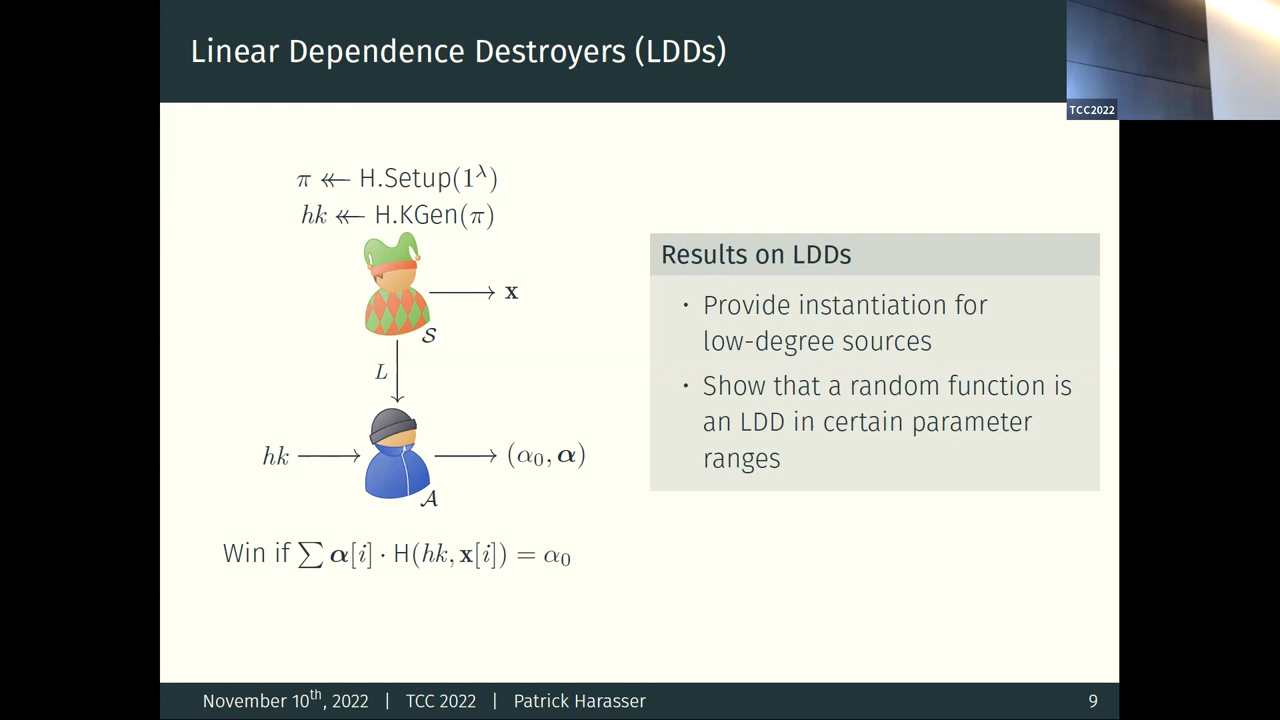 Linear Dependence Destroyers (LDDs)
TCC2022
π ↞ H.Setup(1^λ)
hk ↞ H.KGen(π)
x
S
L
hk
(α₀, α)
A
Win if ∑ α[i] · H(hk, x[i]) = α₀
Results on LDDs
· Provide instantiation for
low-degree sources
· Show that a random function is
an LDD in certain parameter
ranges
November 10th, 2022 | TCC 2022 | Patrick Harasser
9